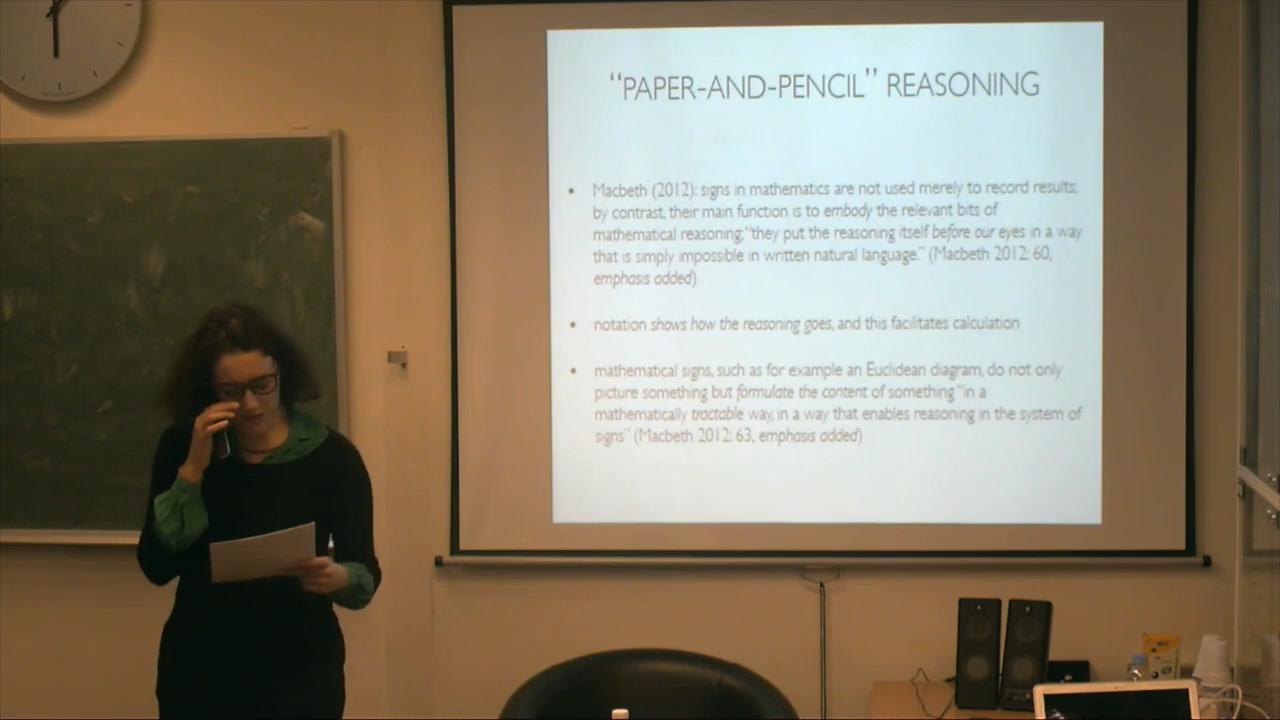 “PAPER-AND-PENCIL” REASONING
• Macbeth (2012): signs in mathematics are not used merely to record results;
by contrast, their main function is to embody the relevant bits of
mathematical reasoning; “they put the reasoning itself before our eyes in a way
that is simply impossible in written natural language.” (Macbeth 2012: 60,
emphasis added)
• notation shows how the reasoning goes, and this facilitates calculation
• mathematical signs, such as for example an Euclidean diagram, do not only
picture something but formulate the content of something “in a
mathematically tractable way, in a way that enables reasoning in the system of
signs” (Macbeth 2012: 63, emphasis added)